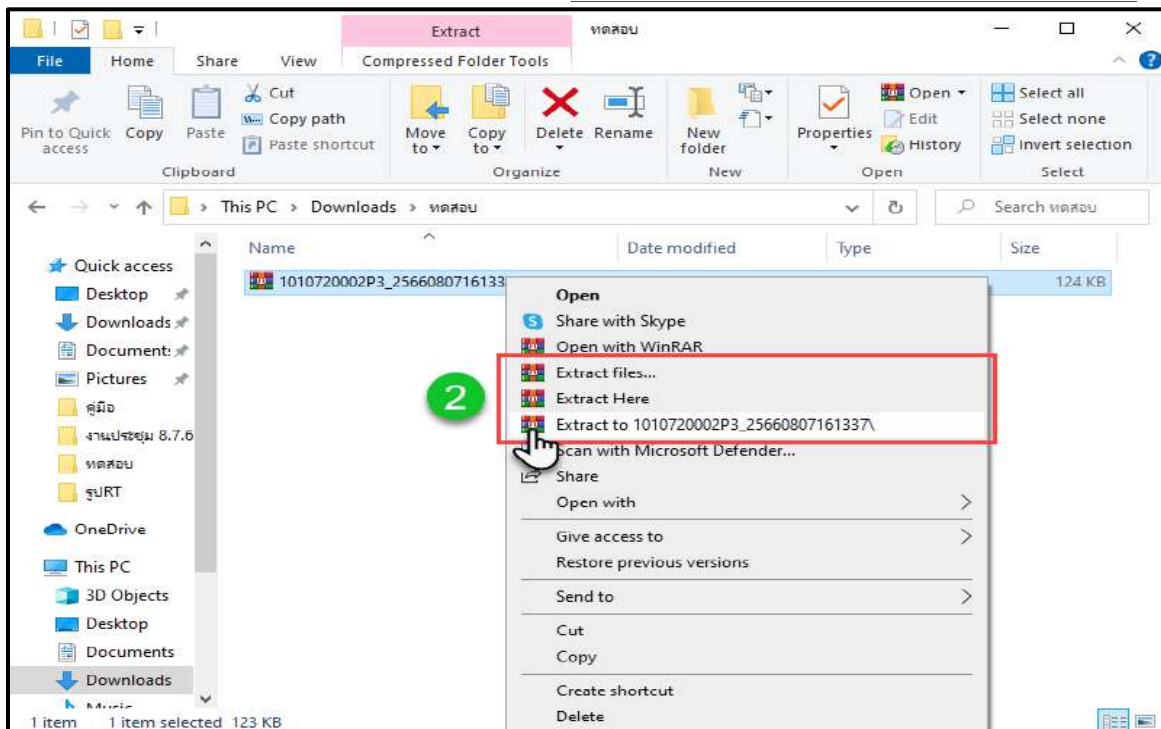 Extract
ทดสอบ
File Home Share View Compressed Folder Tools
Pin to Quick access
Copy
Paste
Cut
Copy path
Paste shortcut
Clipboard
Move to
Copy to
Delete
Rename
Organize
New folder
New
Properties
Open
Edit
History
Open
Select all
Select none
Invert selection
Select
This PC > Downloads > ทดสอบ
Search ทดสอบ
Name Date modified Type Size
1010720002P3_2566080716133 124 KB
Quick access
Desktop
Downloads
Document:
Pictures
คู่มือ
งานประชุม 8.7.6
ทดสอบ
รูปRT
OneDrive
This PC
3D Objects
Desktop
Documents
Downloads
Music
2
Open
Share with Skype
Open with WinRAR
Extract files...
Extract Here
Extract to 1010720002P3_25660807161337\
Scan with Microsoft Defender...
Share
Open with
Give access to
Restore previous versions
Send to
Cut
Copy
Create shortcut
Delete
1 item 1 item selected 123 KB